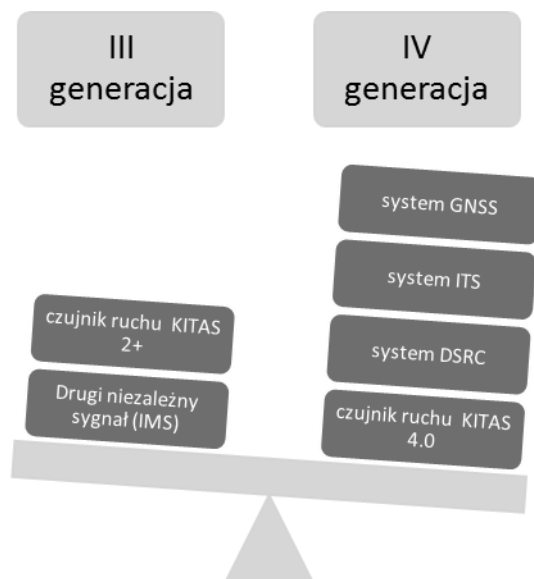 III
generacja
IV
generacja
czujnik ruchu KITAS
2+
Drugi niezależny
sygnał (IMS)
system GNSS
system ITS
system DSRC
czujnik ruchu KITAS
4.0